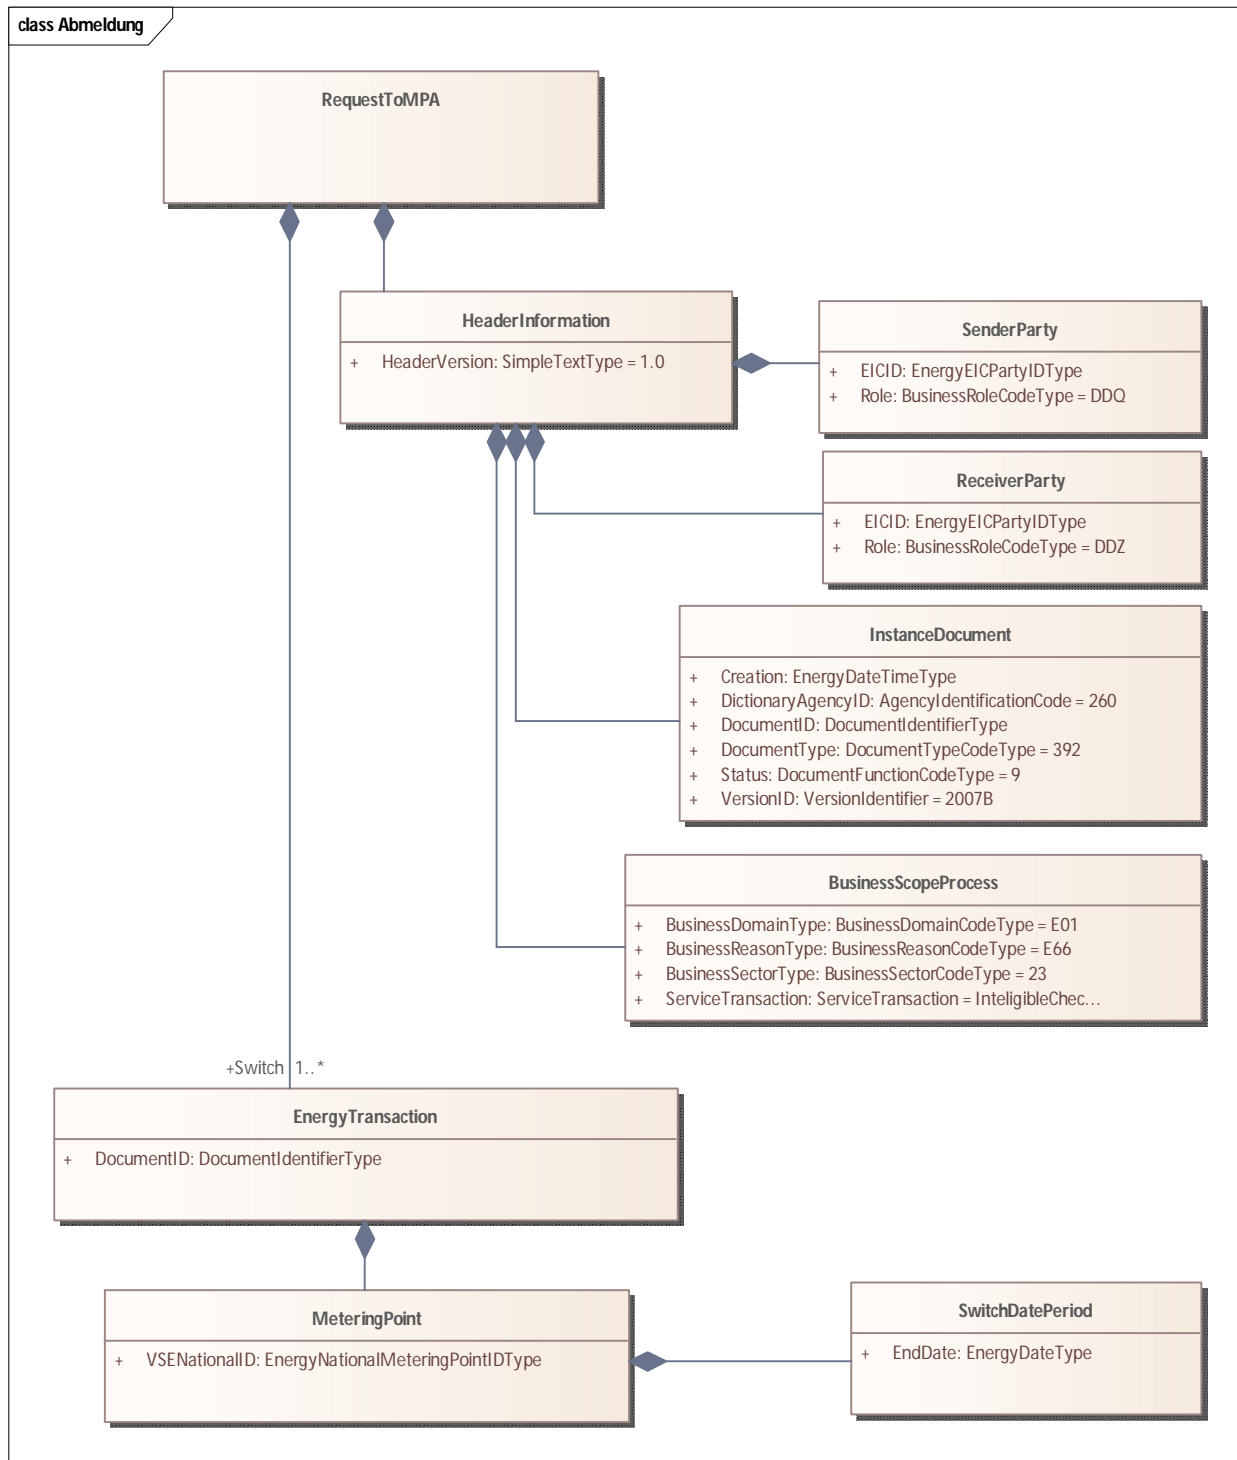 class Abmeldung
RequestToMPA
HeaderInformation
+ HeaderVersion: SimpleTextType = 1.0
SenderParty
+ EICID: EnergyEICPartyIDType
+ Role: BusinessRoleCodeType = DDQ
ReceiverParty
+ EICID: EnergyEICPartyIDType
+ Role: BusinessRoleCodeType = DDZ
InstanceDocument
+ Creation: EnergyDateTimeType
+ DictionaryAgencyID: AgencyIdentificationCode = 260
+ DocumentID: DocumentIdentifierType
+ DocumentType: DocumentTypeCodeType = 392
+ Status: DocumentFunctionCodeType = 9
+ VersionID: VersionIdentifier = 2007B
BusinessScopeProcess
+ BusinessDomainType: BusinessDomainCodeType = E01
+ BusinessReasonType: BusinessReasonCodeType = E66
+ BusinessSectorType: BusinessSectorCodeType = 23
+ ServiceTransaction: ServiceTransaction = InteligibleChec...
+Switch 1..*
EnergyTransaction
+ DocumentID: DocumentIdentifierType
MeteringPoint
+ VSENationalID: EnergyNationalMeteringPointIDType
SwitchDatePeriod
+ EndDate: EnergyDateType